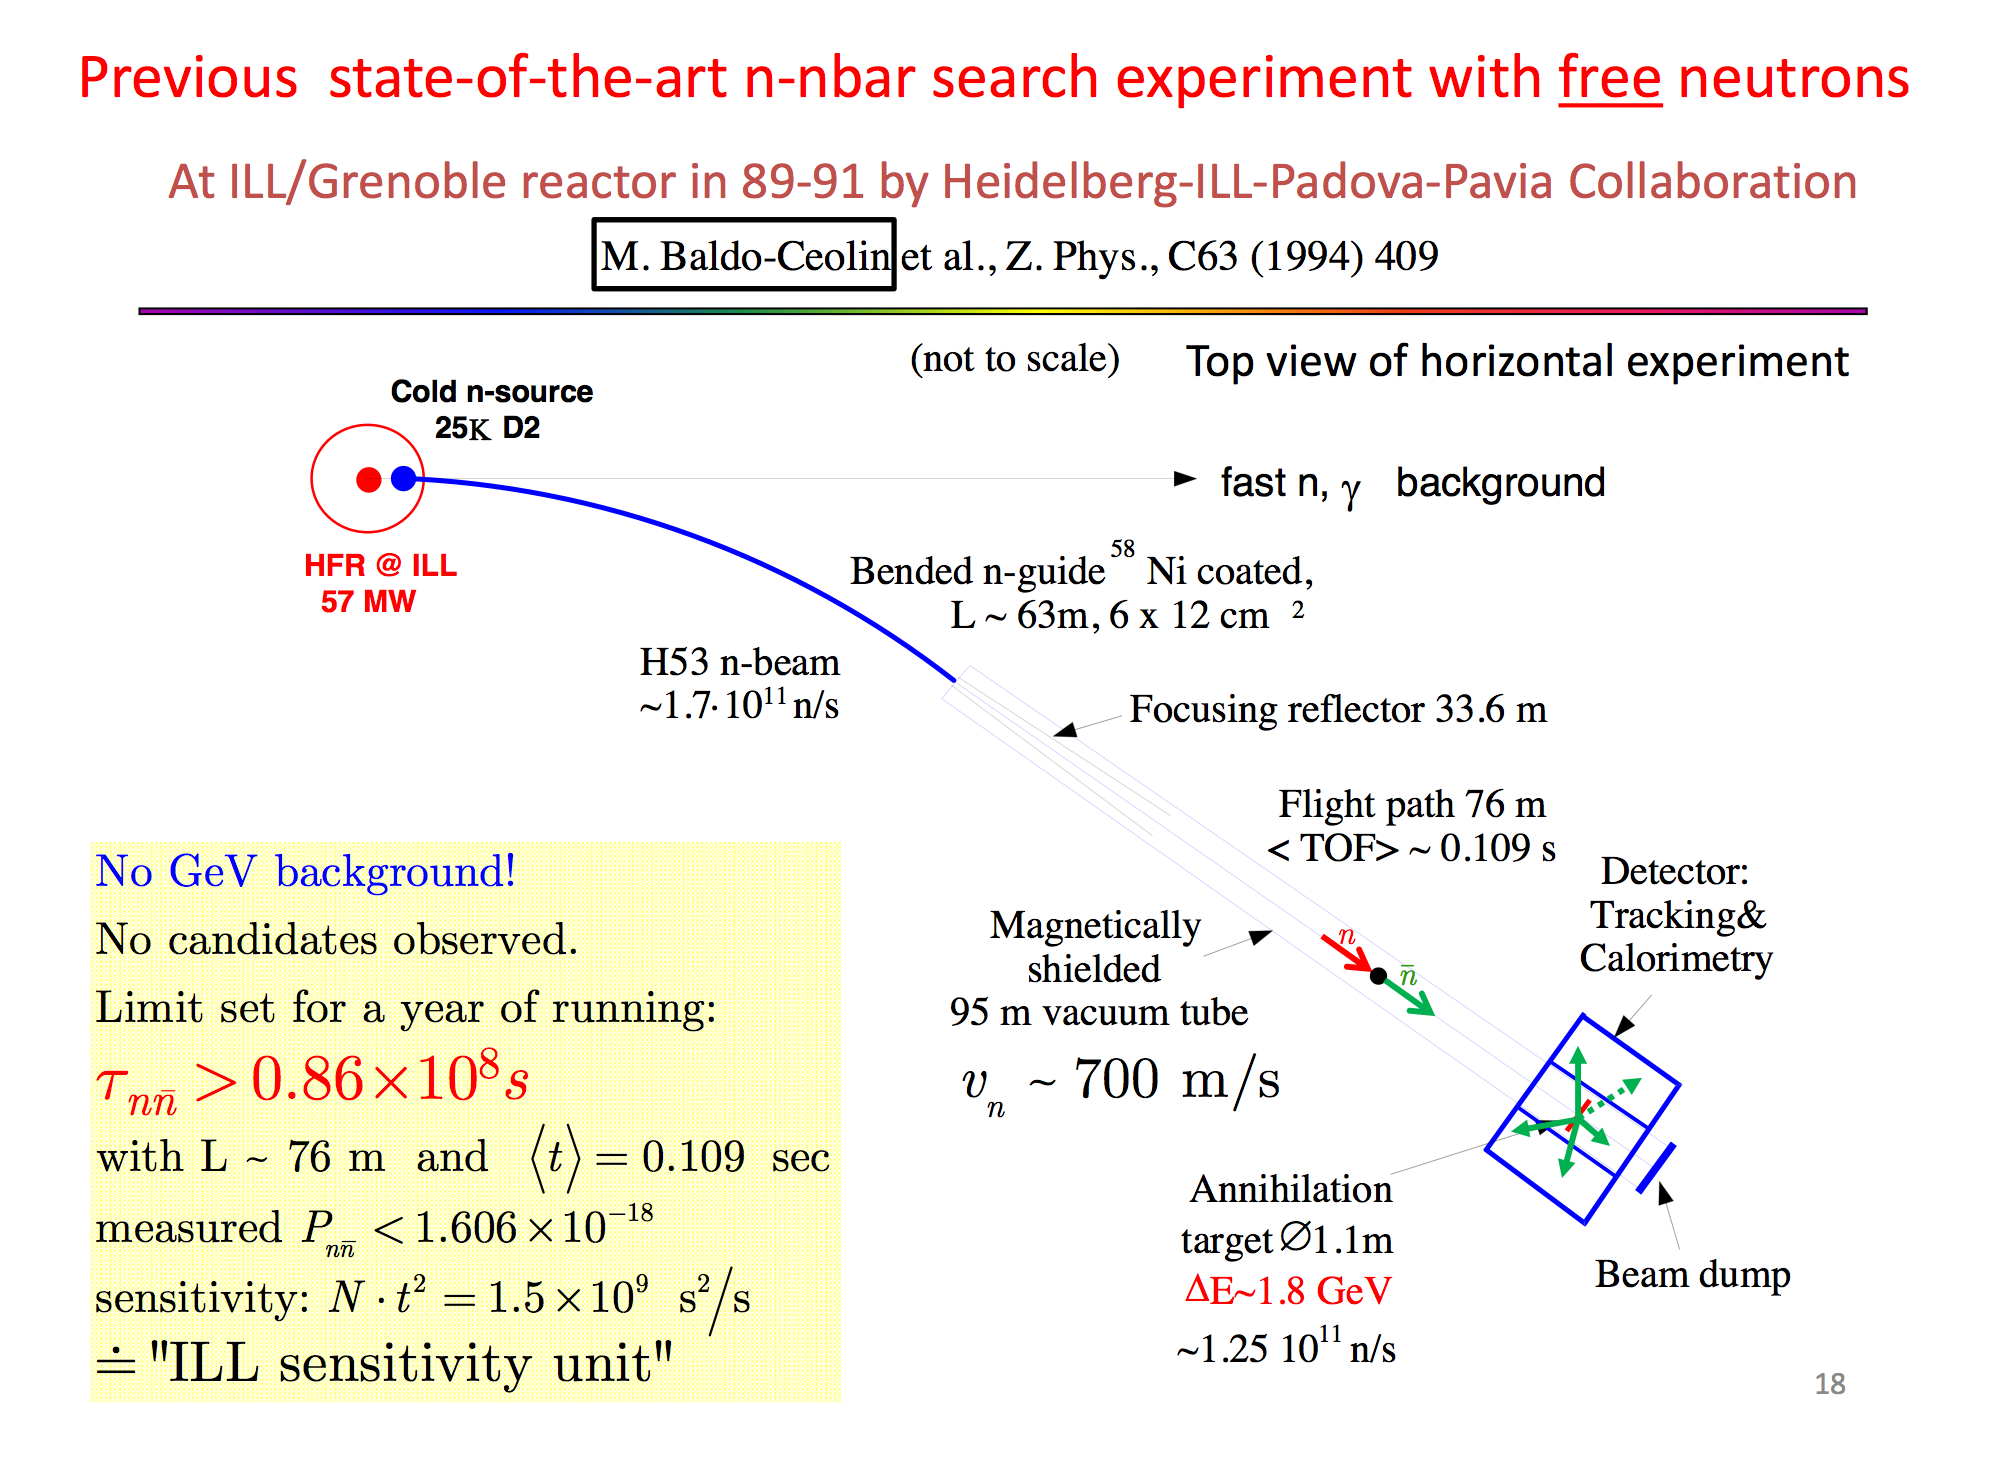 Previous state-of-the-art n-nbar search experiment with free neutrons
At ILL/Grenoble reactor in 89-91 by Heidelberg-ILL-Padova-Pavia Collaboration
M. Baldo-Ceolin et al., Z. Phys., C63 (1994) 409
(not to scale)
Top view of horizontal experiment
Cold n-source
25K D2
fast n, γ background
HFR @ ILL
57 MW
Bended n-guide ⁵⁸Ni coated,
L ~ 63m, 6 x 12 cm ²
H53 n-beam
~1.7·10¹¹ n/s
Focusing reflector 33.6 m
Flight path 76 m
< TOF> ~ 0.109 s
Detector:
Tracking&
Calorimetry
Magnetically
shielded
95 m vacuum tube
vₙ ~ 700 m/s
n
n̄
Annihilation
target ∅1.1m
ΔE~1.8 GeV
~1.25 10¹¹ n/s
Beam dump
No GeV background!
No candidates observed.
Limit set for a year of running:
τₙₙ̄ > 0.86×10⁸ s
with L ~ 76 m and ⟨t⟩ = 0.109 sec
measured Pₙₙ̄ < 1.606×10⁻¹⁸
sensitivity: N · t² = 1.5×10⁹ s²/s
≐ "ILL sensitivity unit"
18